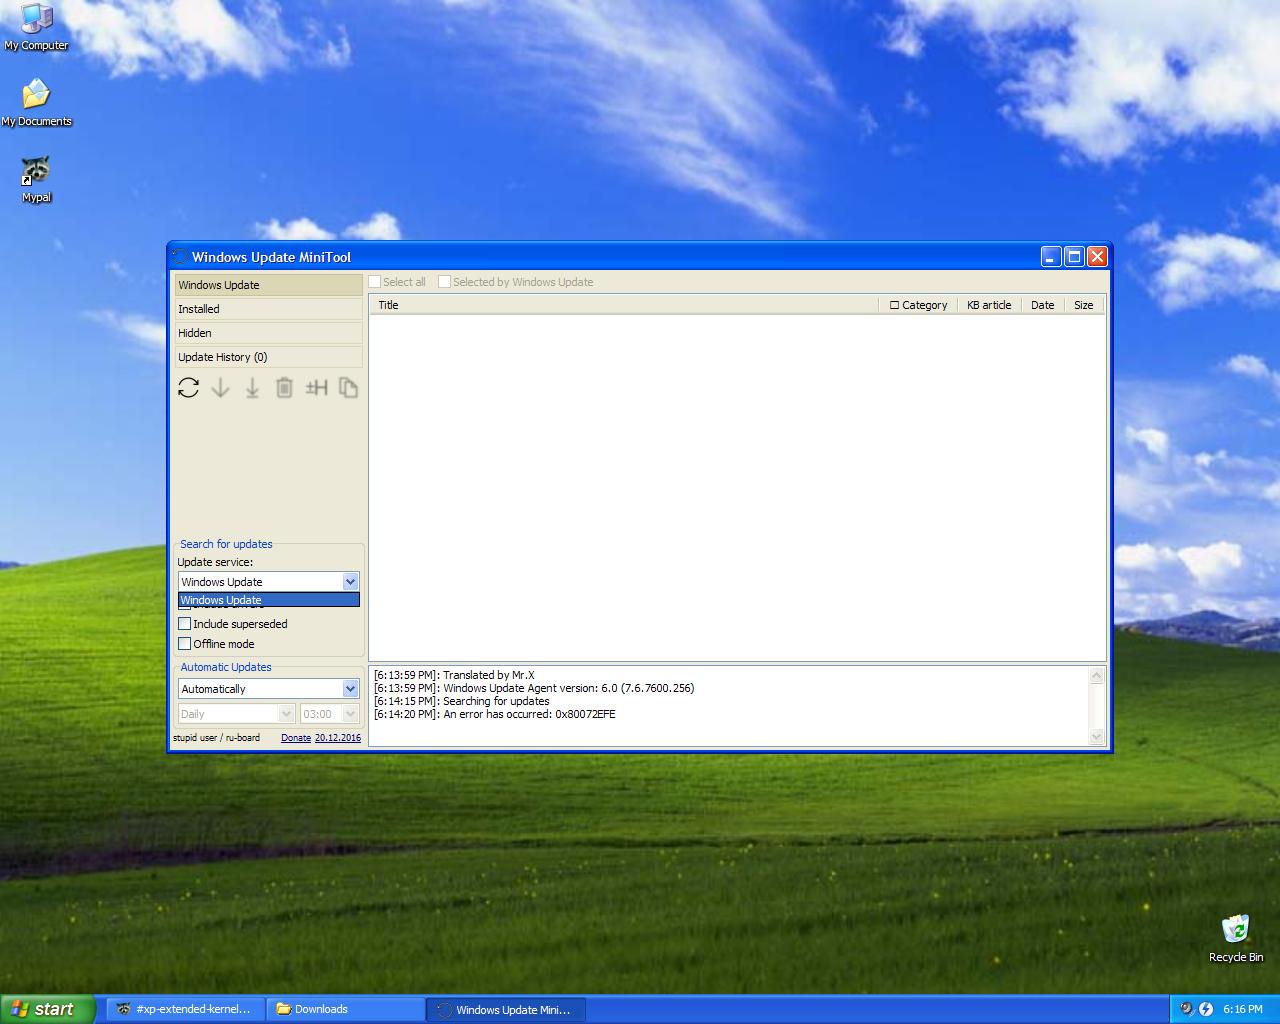 My Computer
My Documents
Mypal
Windows Update MiniTool
Windows Update
Installed
Hidden
Update History (0)
±H
Select all
Selected by Windows Update
Title
Category
KB article
Date
Size
Search for updates
Update service:
Windows Update
Windows Update
Include superseded
Offline mode
Automatic Updates
Automatically
Daily
03:00
stupid user / ru-board
Donate
20.12.2016
[6:13:59 PM]: Translated by Mr.X
[6:13:59 PM]: Windows Update Agent version: 6.0 (7.6.7600.256)
[6:14:15 PM]: Searching for updates
[6:14:20 PM]: An error has occurred: 0x80072EFE
Recycle Bin
start
#xp-extended-kernel...
Downloads
Windows Update Mini...
6:16 PM